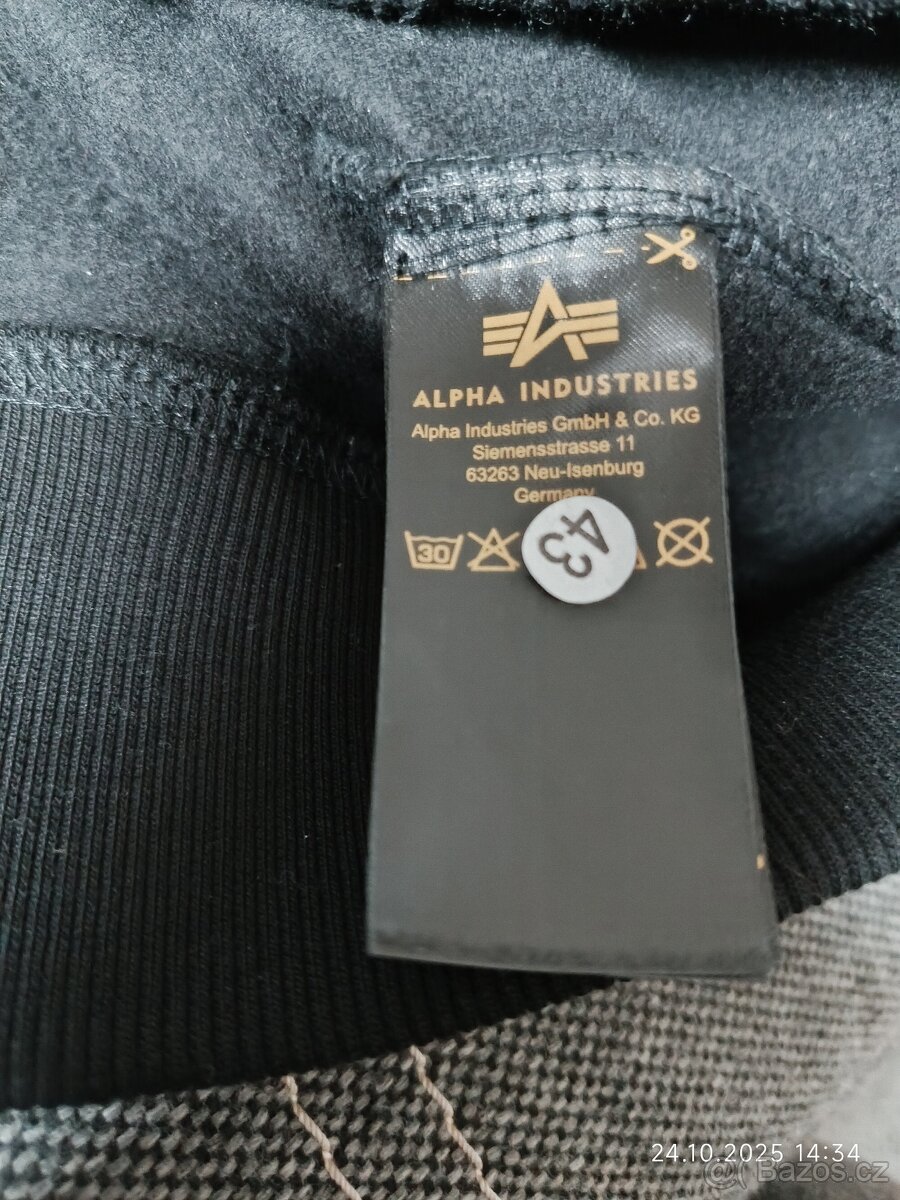 ALPHA INDUSTRIES
Alpha Industries GmbH & Co. KG
Siemensstrasse 11
63263 Neu-Isenburg
Germany
30
43
24.10.2025 14:34
@ Bazoš.cz